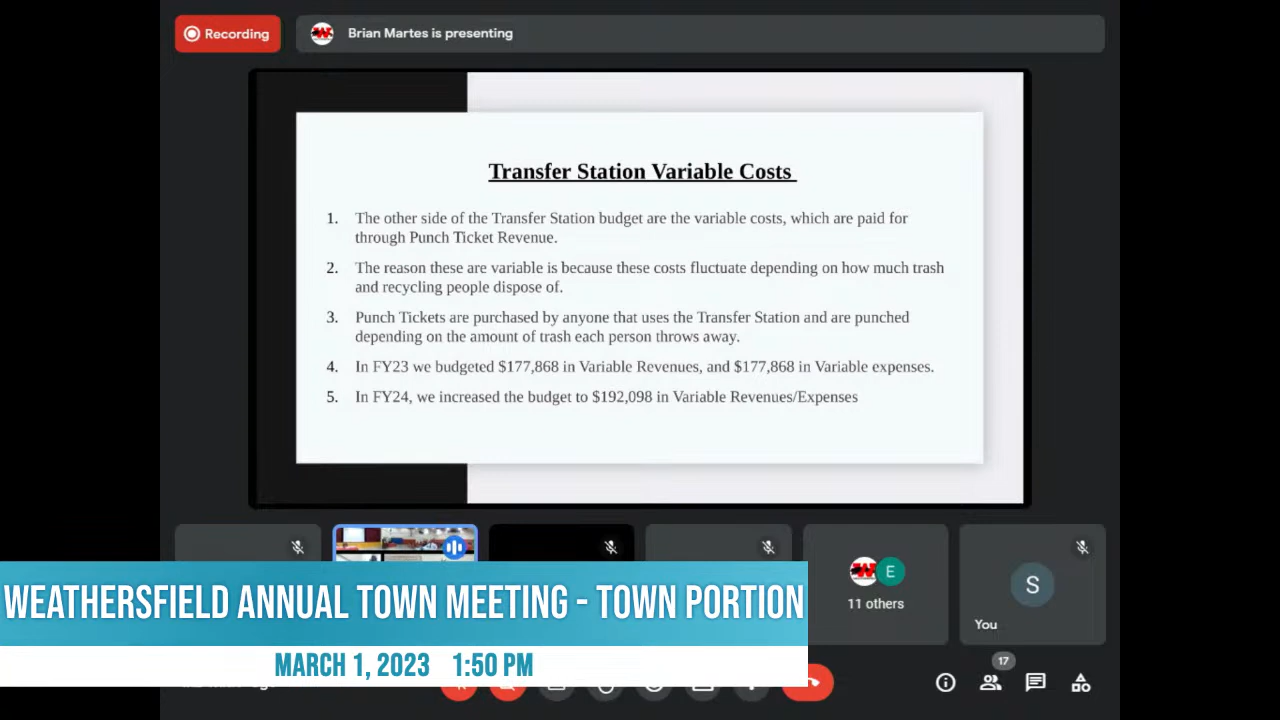 Recording
Brian Martes is presenting
Transfer Station Variable Costs
1. The other side of the Transfer Station budget are the variable costs, which are paid for
through Punch Ticket Revenue.
2. The reason these are variable is because these costs fluctuate depending on how much trash
and recycling people dispose of.
3. Punch Tickets are purchased by anyone that uses the Transfer Station and are punched
depending on the amount of trash each person throws away.
4. In FY23 we budgeted $177,868 in Variable Revenues, and $177,868 in Variable expenses.
5. In FY24, we increased the budget to $192,098 in Variable Revenues/Expenses
E
11 others
S
You
WEATHERSFIELD ANNUAL TOWN MEETING - TOWN PORTION
MARCH 1, 2023 1:50 PM
17